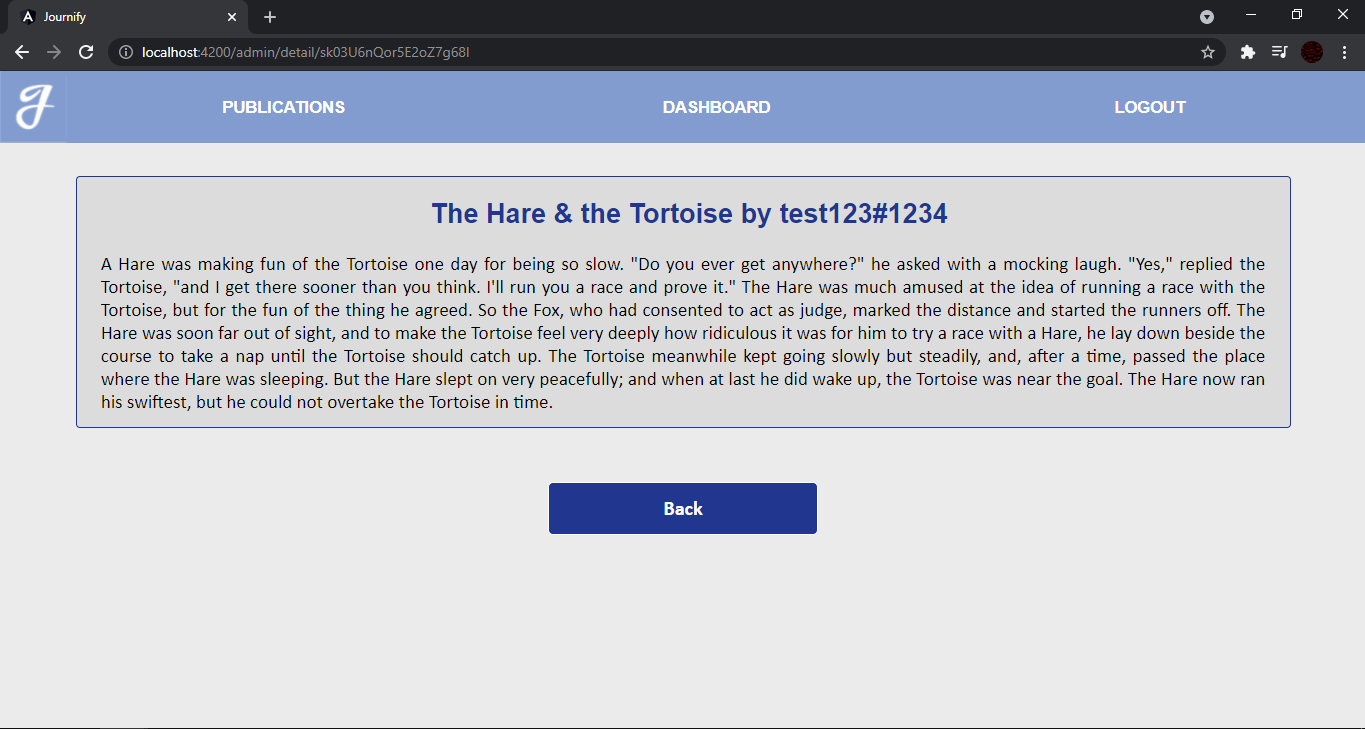 Journify
localhost:4200/admin/detail/sk03U6nQor5E2oZ7g68I
PUBLICATIONS DASHBOARD LOGOUT
The Hare & the Tortoise by test123#1234
A Hare was making fun of the Tortoise one day for being so slow. "Do you ever get anywhere?" he asked with a mocking laugh. "Yes," replied the
Tortoise, "and I get there sooner than you think. I'll run you a race and prove it." The Hare was much amused at the idea of running a race with the
Tortoise, but for the fun of the thing he agreed. So the Fox, who had consented to act as judge, marked the distance and started the runners off. The
Hare was soon far out of sight, and to make the Tortoise feel very deeply how ridiculous it was for him to try a race with a Hare, he lay down beside the
course to take a nap until the Tortoise should catch up. The Tortoise meanwhile kept going slowly but steadily, and, after a time, passed the place
where the Hare was sleeping. But the Hare slept on very peacefully; and when at last he did wake up, the Tortoise was near the goal. The Hare now ran
his swiftest, but he could not overtake the Tortoise in time.
Back